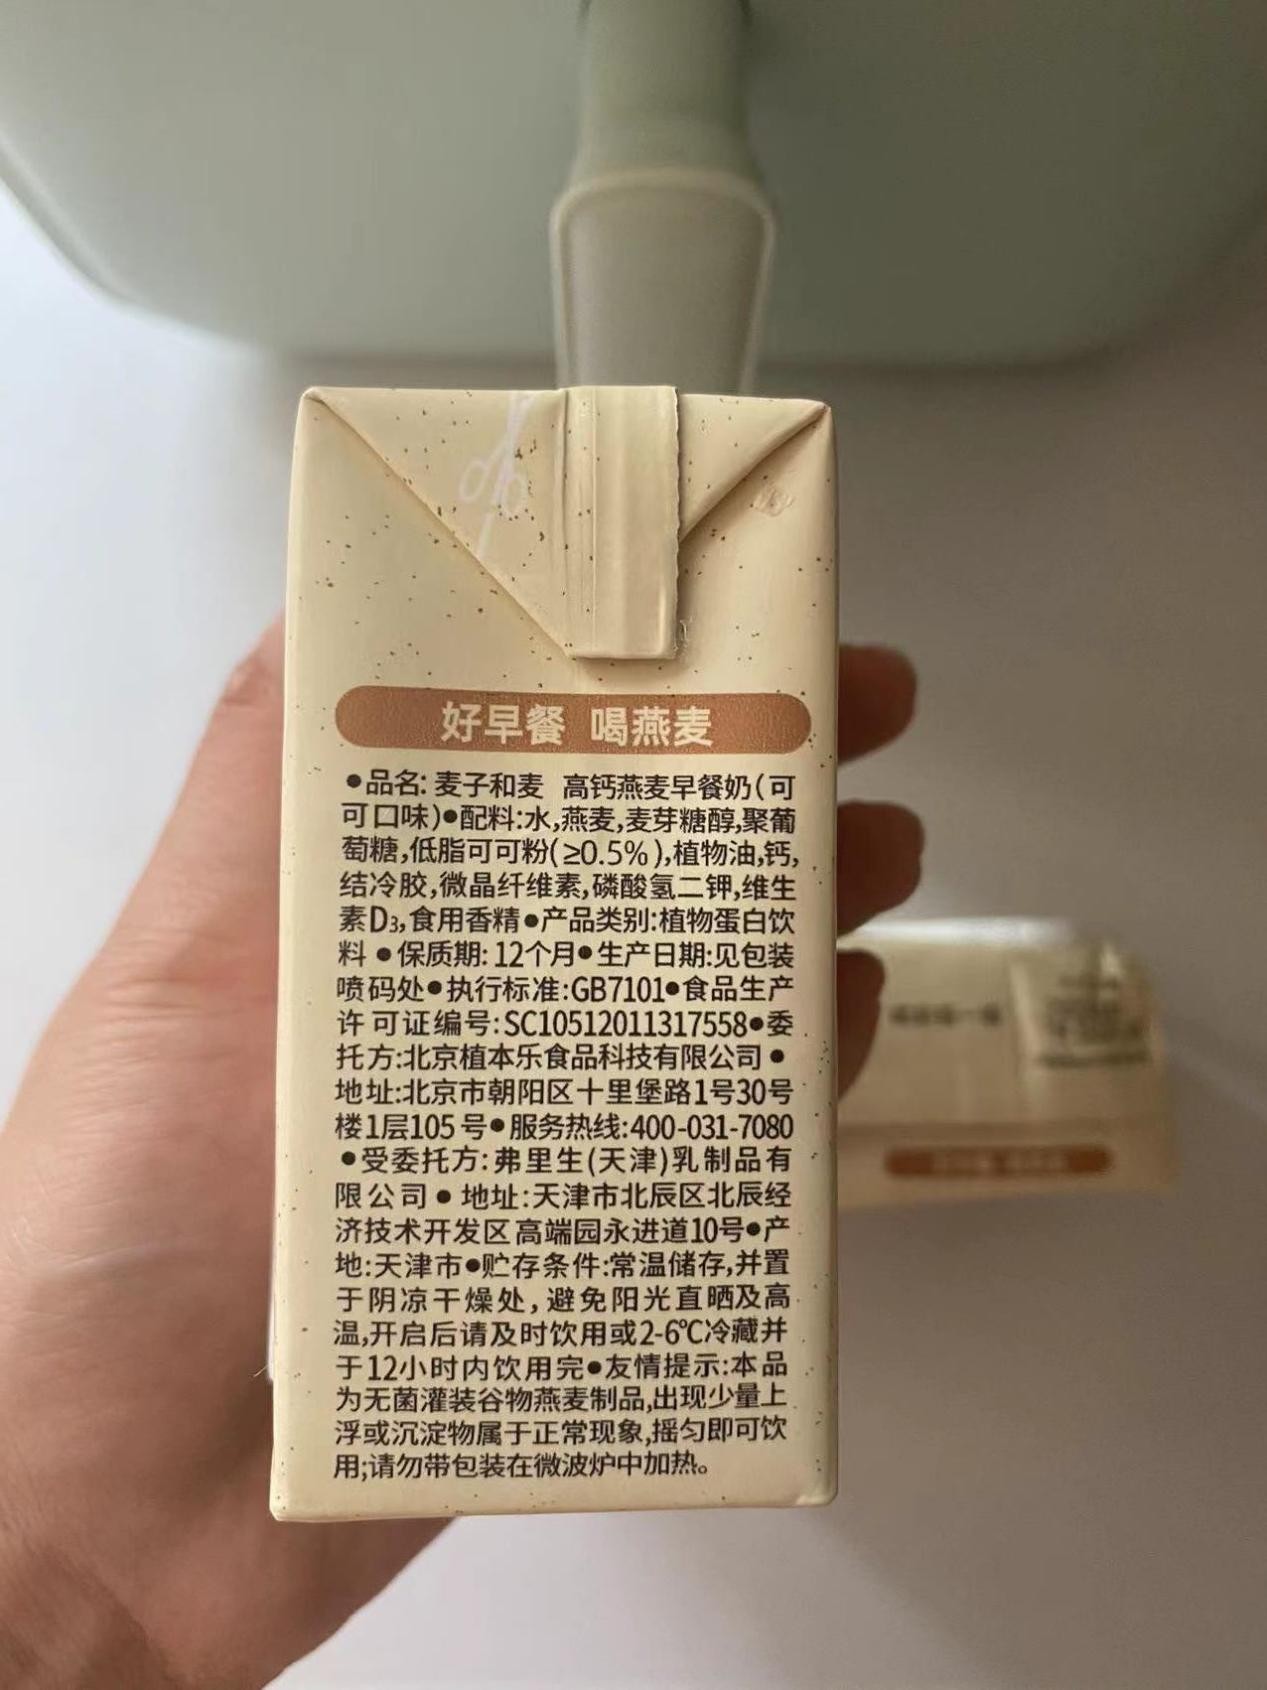 好早餐 喝燕麦
●品名: 麦子和麦 高钙燕麦早餐奶(可
可口味)●配料:水,燕麦,麦芽糖醇,聚葡
萄糖,低脂可可粉(≥0.5%),植物油,钙,
结冷胶,微晶纤维素,磷酸氢二钾,维生
素D3,食用香精●产品类别:植物蛋白饮
料 ●保质期: 12个月●生产日期:见包装
喷码处●执行标准:GB7101●食品生产
许可证编号:SC10512011317558●委
托方:北京植本乐食品科技有限公司●
地址:北京市朝阳区十里堡路1号30号
楼1层105号●服务热线:400-031-7080
●受委托方:弗里生(天津)乳制品有
限公司● 地址:天津市北辰区北辰经
济技术开发区高端园永进道10号●产
地:天津市●贮存条件:常温储存,并置
于阴凉干燥处,避免阳光直晒及高
温,开启后请及时饮用或2-6℃冷藏并
于12小时内饮用完●友情提示:本品
为无菌灌装谷物燕麦制品,出现少量上
浮或沉淀物属于正常现象,摇匀即可饮
用;请勿带包装在微波炉中加热。